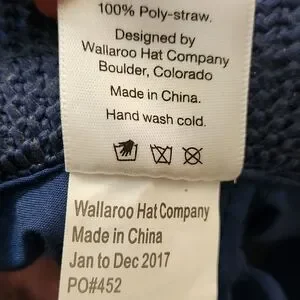 100% Poly-straw.
Designed by
Wallaroo Hat Company
Boulder, Colorado
Made in China.
Hand wash cold.
Wallaroo Hat Company
Made in China
Jan to Dec 2017
PO#452